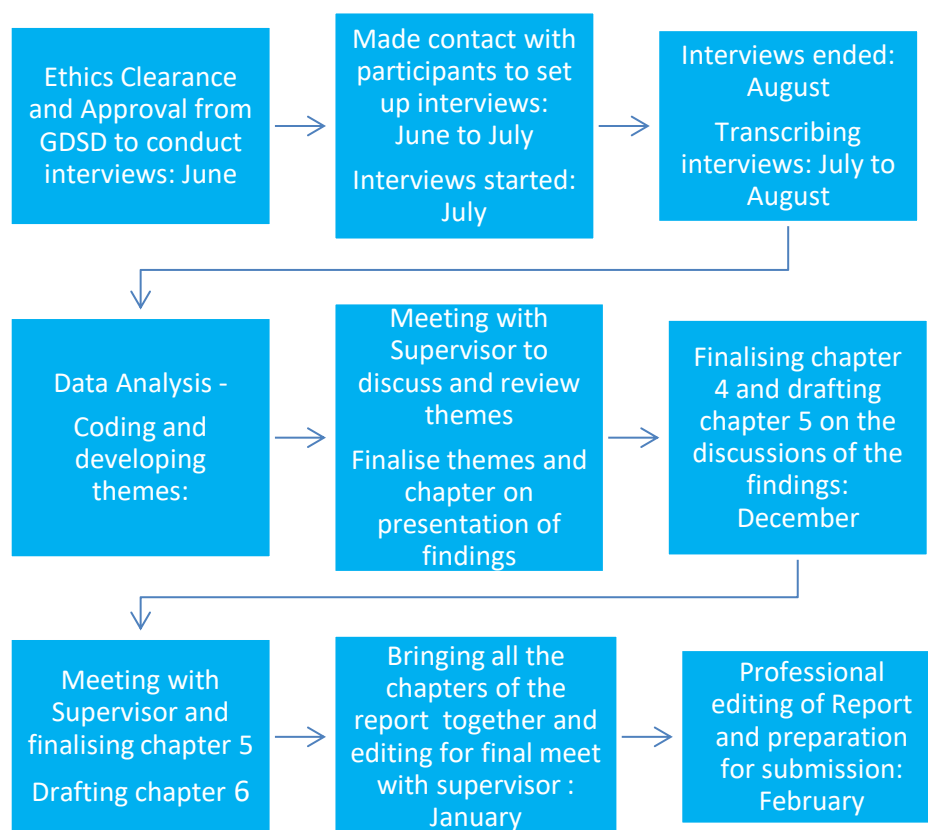 Ethics Clearance
and Approval from
GDSD to conduct
interviews: June
Made contact with
participants to set
up interviews:
June to July
Interviews started:
July
Interviews ended:
August
Transcribing
interviews: July to
August
Data Analysis -
Coding and
developing
themes:
Meeting with
Supervisor to
discuss and review
themes
Finalise themes and
chapter on
presentation of
findings
Finalising chapter
4 and drafting
chapter 5 on the
discussions of the
findings:
December
Meeting with
Supervisor and
finalising chapter 5
Drafting chapter 6
Bringing all the
chapters of the
report together and
editing for final meet
with supervisor :
January
Professional
editing of Report
and preparation
for submission:
February